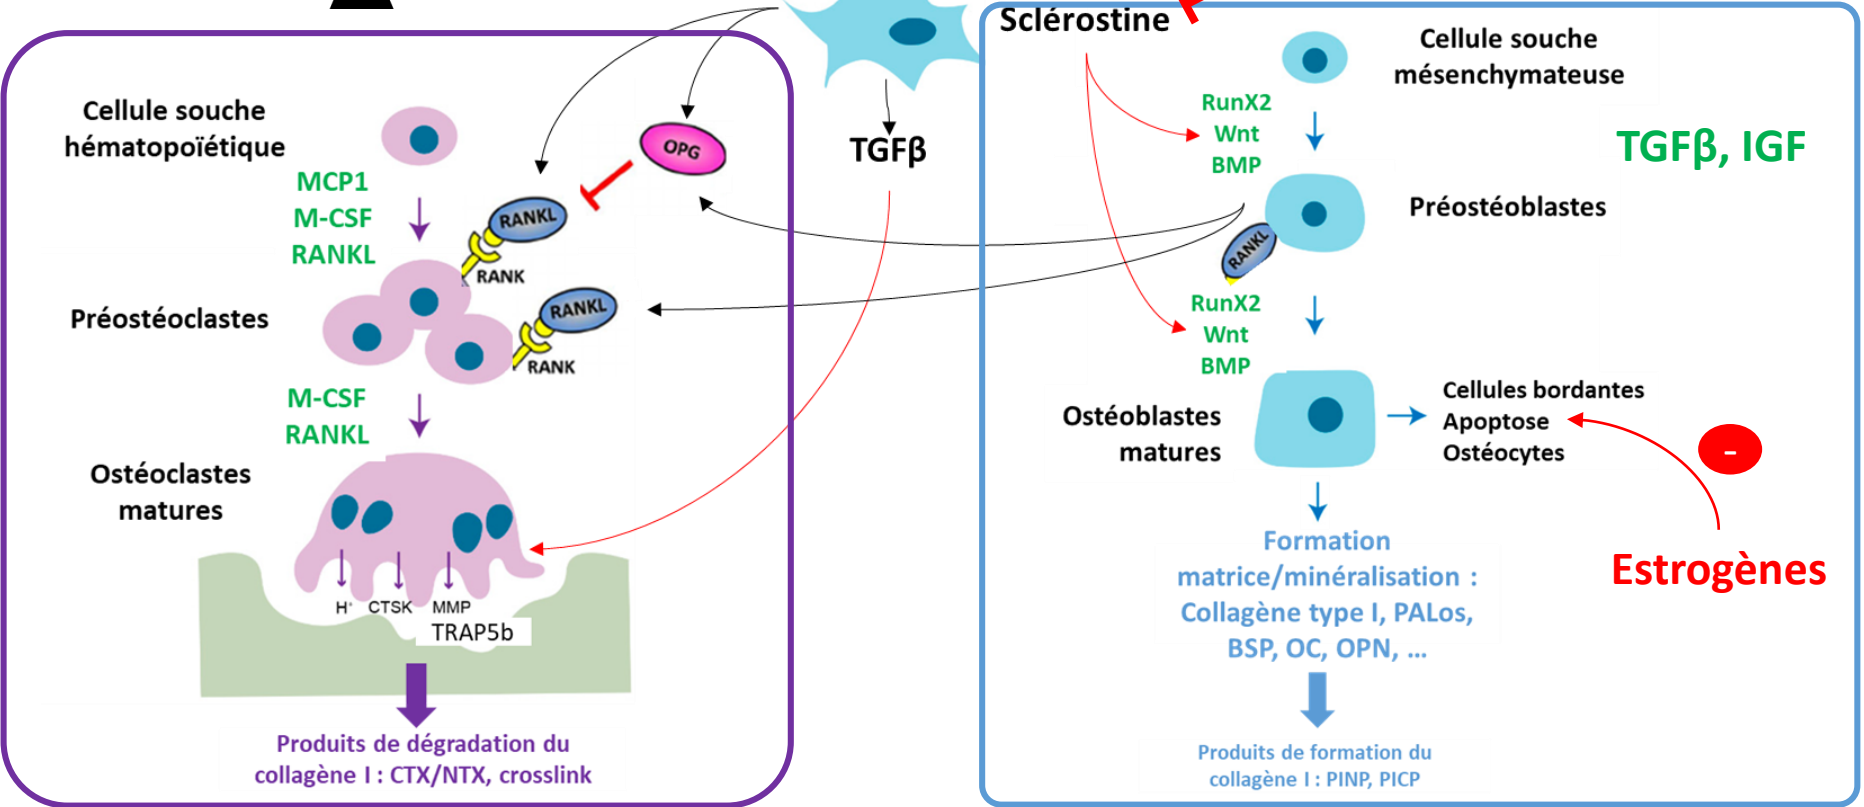 Cellule souche
hématopoïétique
MCP1
M-CSF
RANKL
Préostéoclastes
M-CSF
RANKL
Ostéoclastes
matures
OPG
RANKL
RANK
RANKL
RANK
H+
CTSK
MMP
TRAP5b
Produits de dégradation du
collagène I : CTX/NTX, crosslink
TGFβ
Sclérostine
Cellule souche
mésenchymateuse
RunX2
Wnt
BMP
TGFβ, IGF
Préostéoblastes
RANKL
RunX2
Wnt
BMP
Ostéoblastes
matures
Cellules bordantes
Apoptose
Ostéocytes
-
Estrogènes
Formation
matrice/minéralisation :
Collagène type I, PALos,
BSP, OC, OPN, ...
Produits de formation du
collagène I : PINP, PICP